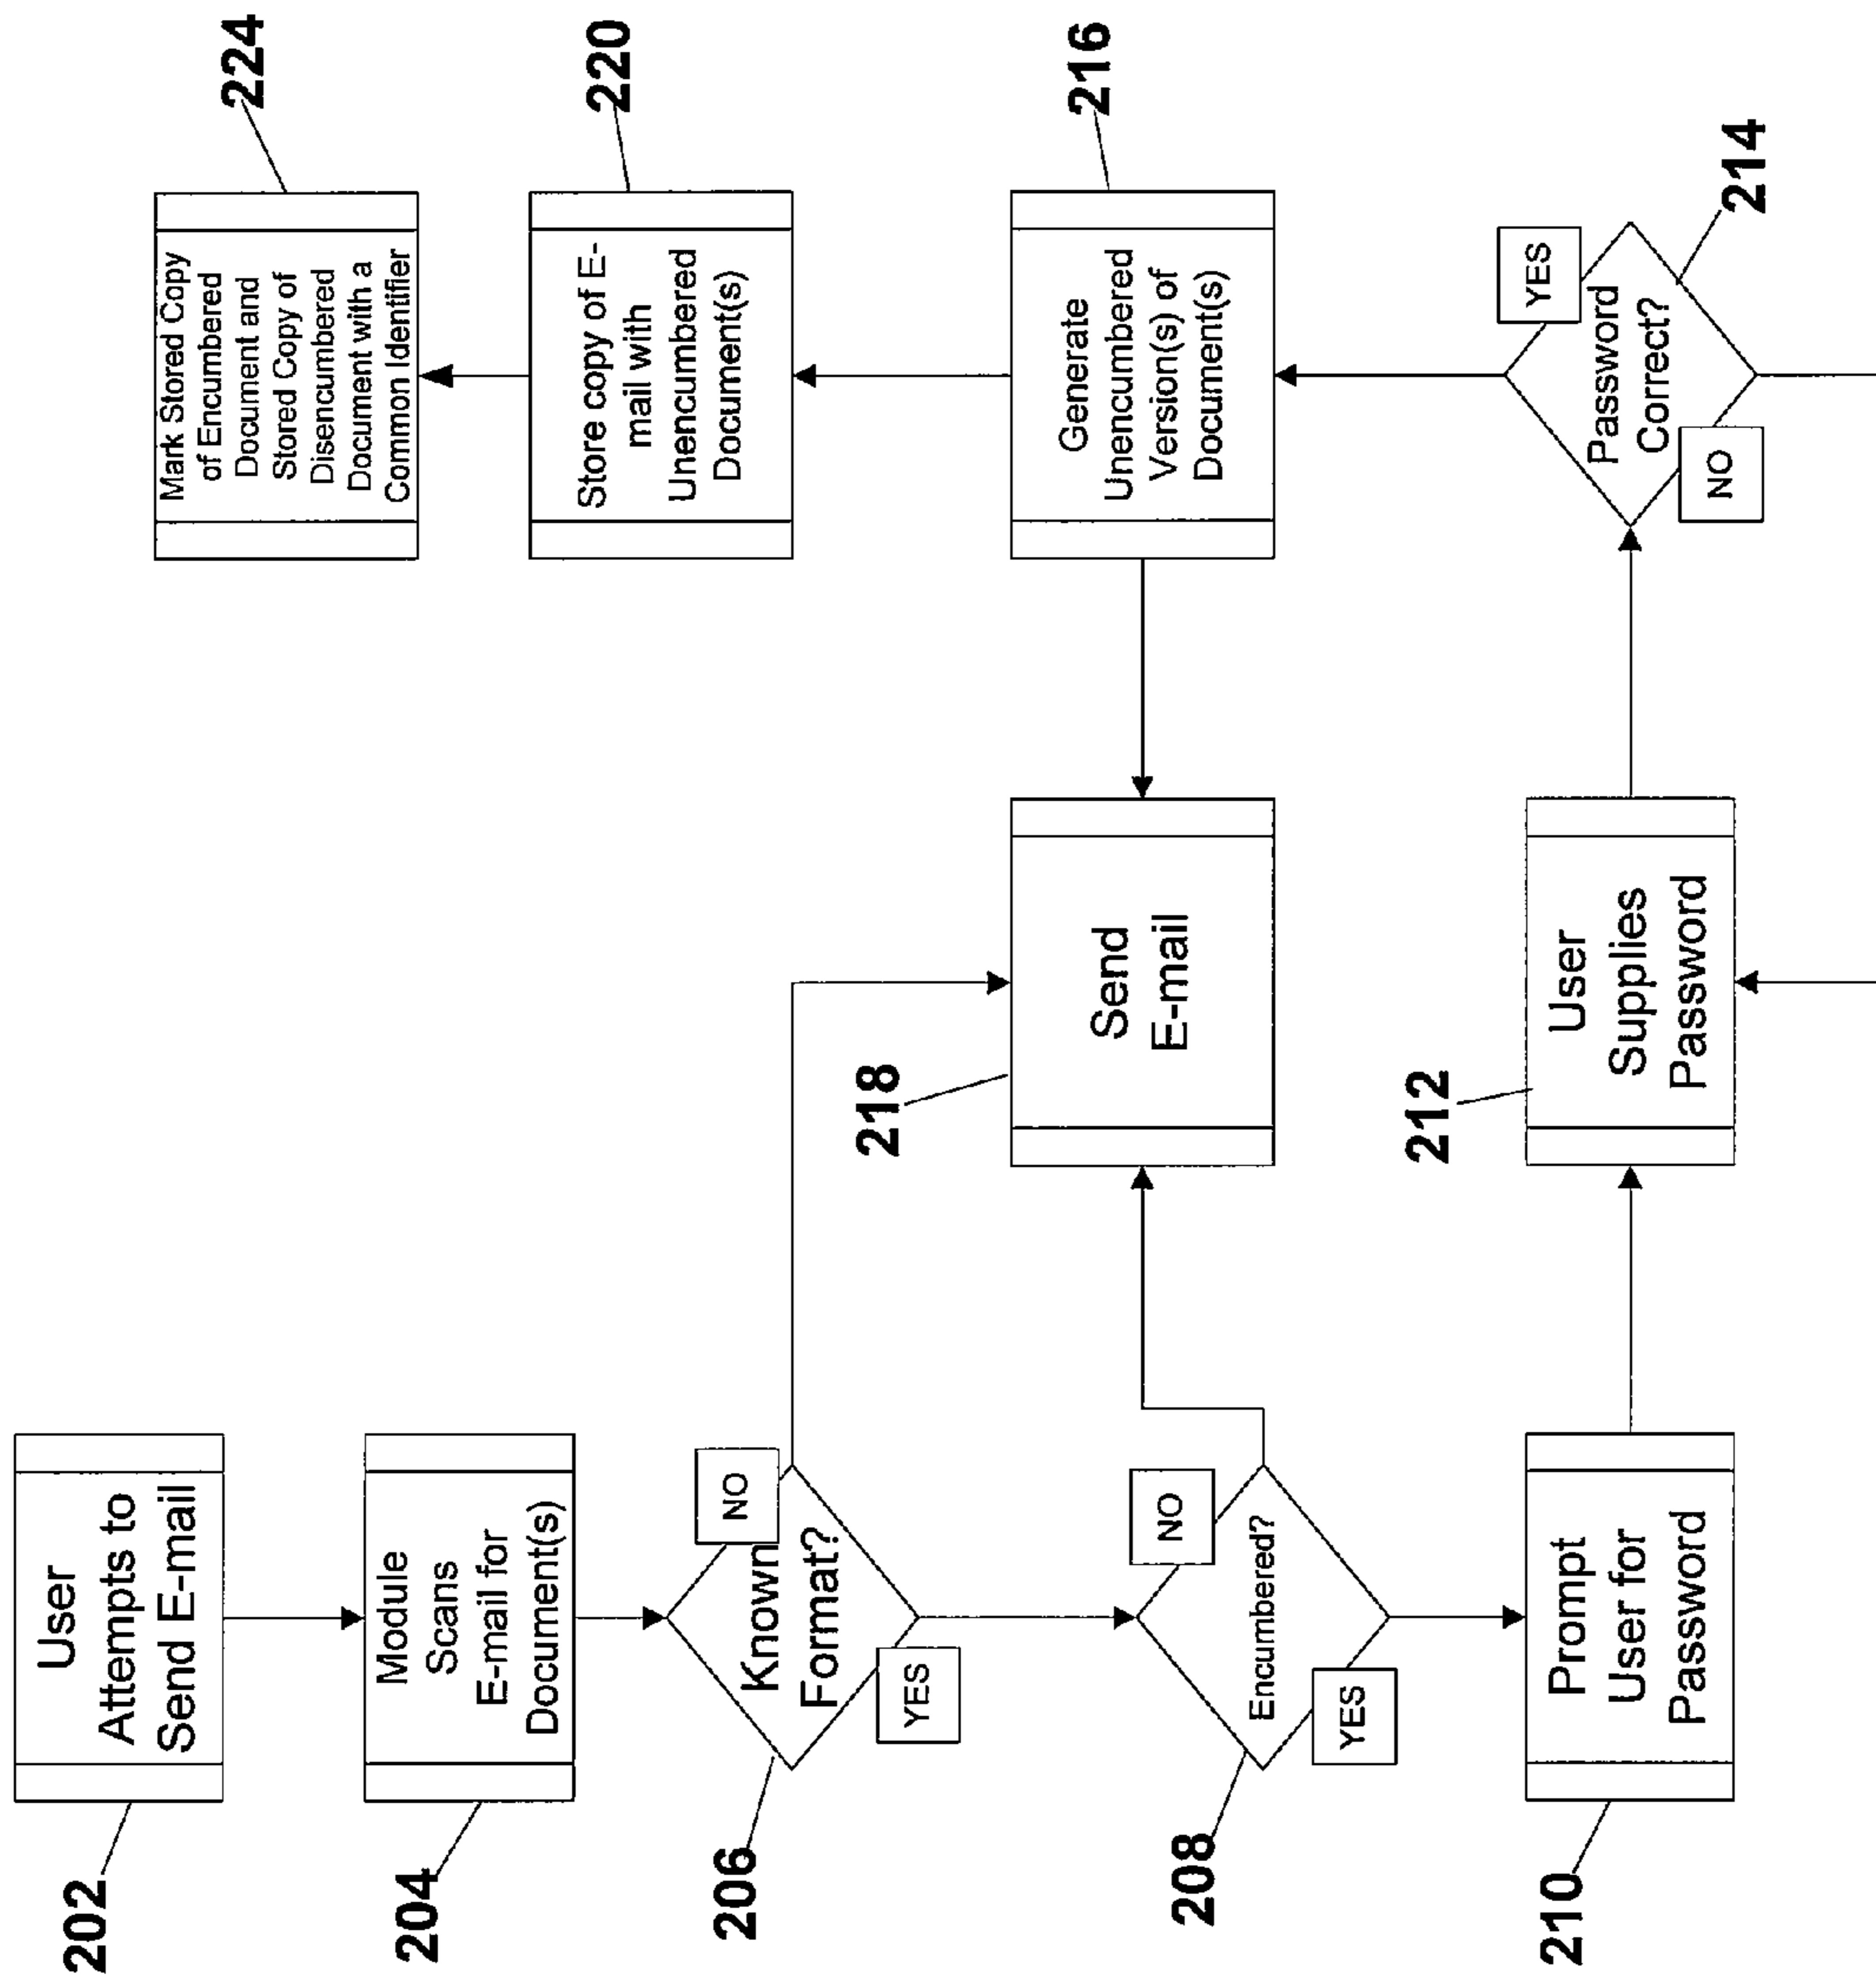 202
User
Attempts to
Send E-mail
204
Module
Scans
E-mail for
Document(s)
206
Known
Format?
NO
YES
208
Encumbered?
NO
YES
210
Prompt
User for
Password
218
Send
E-mail
212
User
Supplies
Password
224
Mark Stored Copy
of Encumbered
Document and
Stored Copy of
Disencumbered
Document with a
Common Identifier
220
Store copy of E-
mail with
Unencumbered
Document(s)
216
Generate
Unencumbered
Version(s) of
Document(s)
214
Password
Correct?
YES
NO